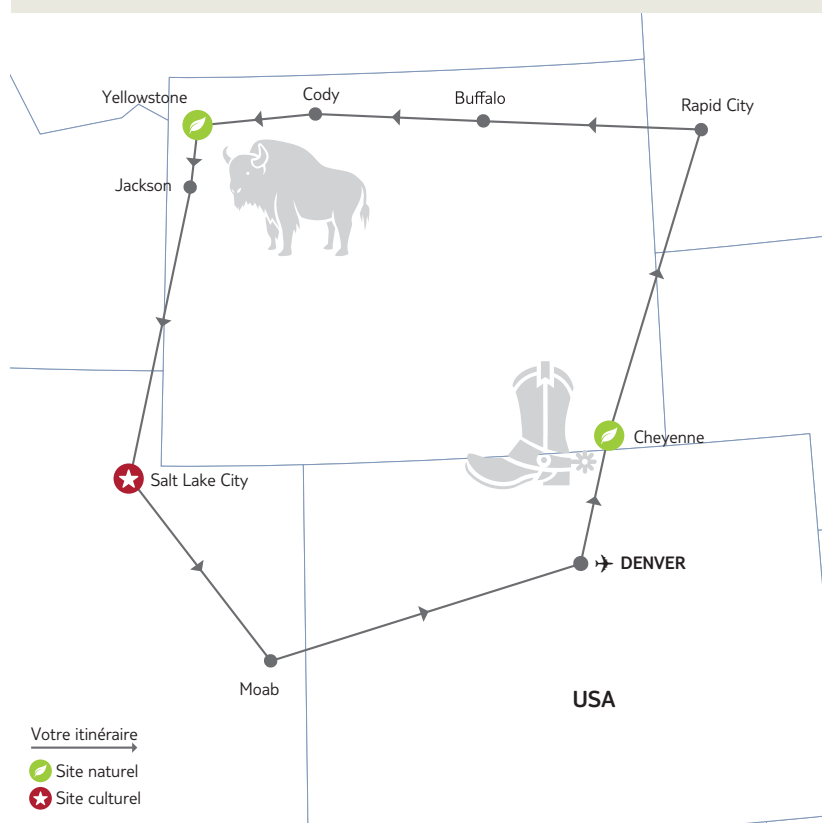 Yellowstone
Cody
Buffalo
Rapid City
Jackson
Cheyenne
Salt Lake City
DENVER
Moab
USA
Votre itinéraire
Site naturel
Site culturel